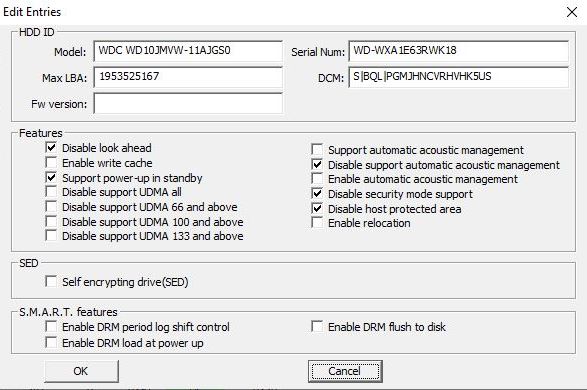 Edit Entries
HDD ID
Model: WDC WD10JMVW-11AJGS0 Serial Num: WD-WXA1E63RWK18
Max LBA: 1953525167 DCM: S|BQL|PGMJHNCVRHVHK5US
Fw version:
Features
Disable look ahead
Enable write cache
Support power-up in standby
Disable support UDMA all
Disable support UDMA 66 and above
Disable support UDMA 100 and above
Disable support UDMA 133 and above
Support automatic acoustic management
Disable support automatic acoustic management
Enable automatic acoustic management
Disable security mode support
Disable host protected area
Enable relocation
SED
Self encrypting drive(SED)
S.M.A.R.T. features
Enable DRM period log shift control
Enable DRM load at power up
Enable DRM flush to disk
OK Cancel